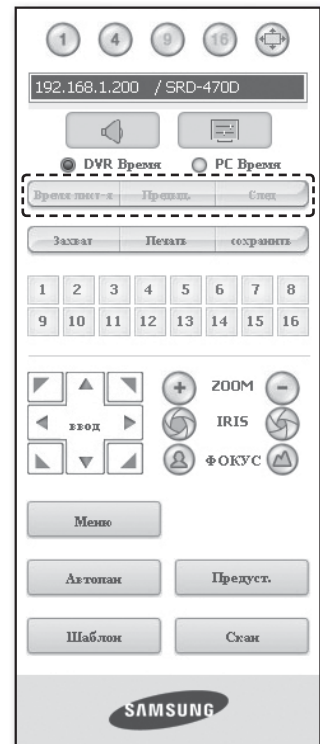 1 4 9 16
192.168.1.200 / SRD-470D
DVR Время PC Время
Время пист-я Предыд. След
Захват Печать сохранить
1 2 3 4 5 6 7 8
9 10 11 12 13 14 15 16
ZOOM
ввод IRIS
ФОКУС
Меню
Автопан Предуст.
Шаблон Скан
SAMSUNG